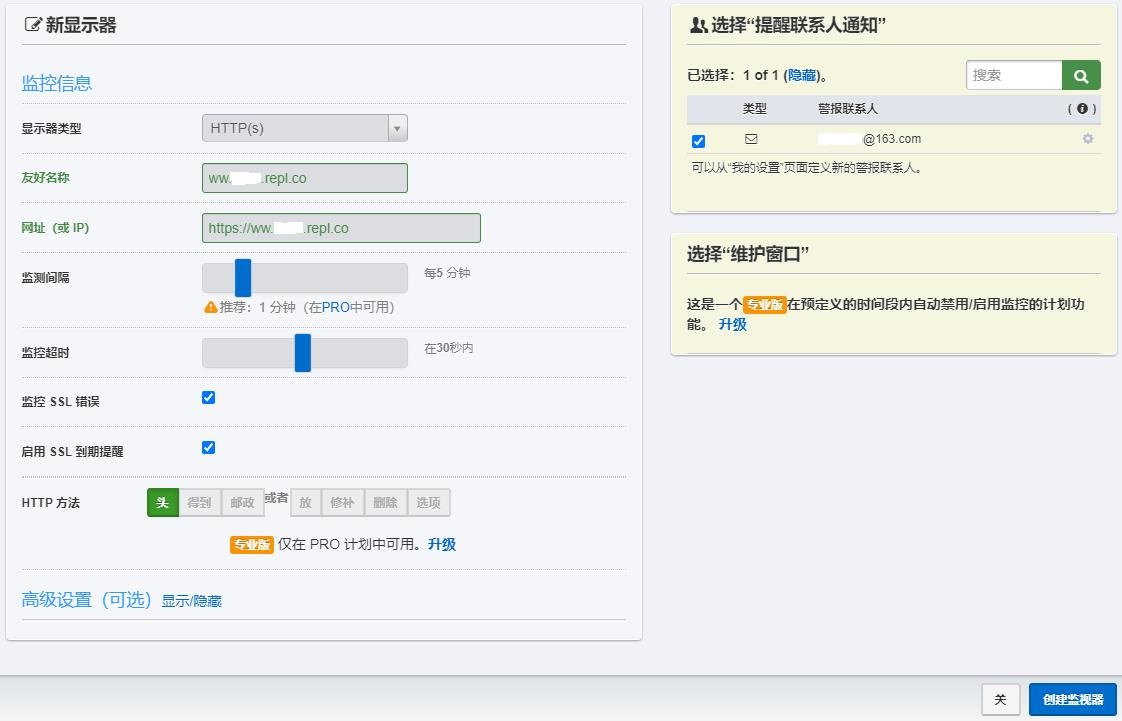 新显示器
监控信息
显示器类型
HTTP(s)
友好名称
ww. .repl.co
网址（或 IP)
https://ww. .repl.co
监测间隔
每5 分钟
推荐：1 分钟（在PRO中可用）
监控超时
在30秒内
监控 SSL 错误
启用 SSL 到期提醒
HTTP 方法
头 得到 邮政 或者 放 修补 删除 选项
专业版 仅在 PRO 计划中可用。升级
高级设置（可选） 显示/隐藏
选择“提醒联系人通知”
已选择：1 of 1 (隐藏)。
搜索
类型 警报联系人 ( i )
@163.com
可以从“我的设置”页面定义新的警报联系人。
选择“维护窗口”
这是一个专业版在预定义的时间段内自动禁用/启用监控的计划功
能。 升级
关 创建监视器